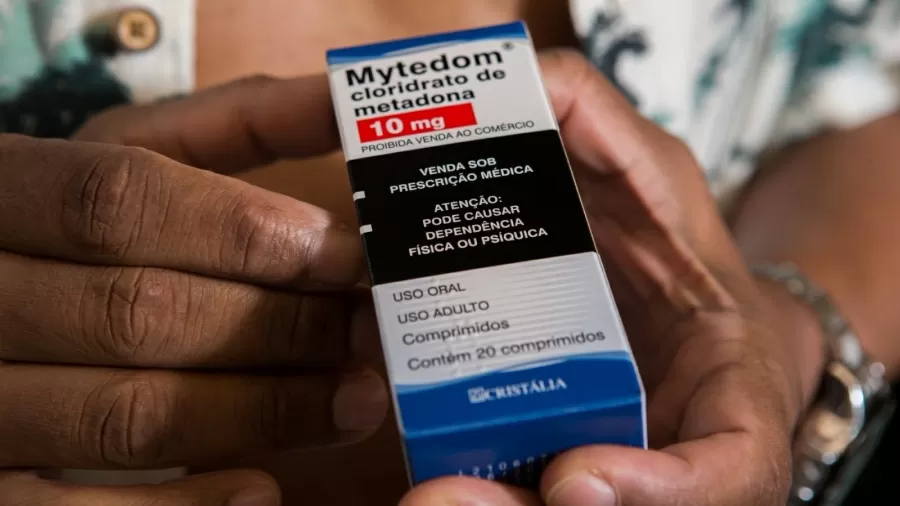 Mytedom®
cloridrato de
metadona
10 mg
PROIBIDA VENDA AO COMÉRCIO
VENDA SOB
PRESCRIÇÃO MÉDICA
ATENÇÃO:
PODE CAUSAR
DEPENDÊNCIA
FÍSICA OU PSÍQUICA
USO ORAL
USO ADULTO
Comprimidos
Contém 20 comprimidos
CRISTÁLIA